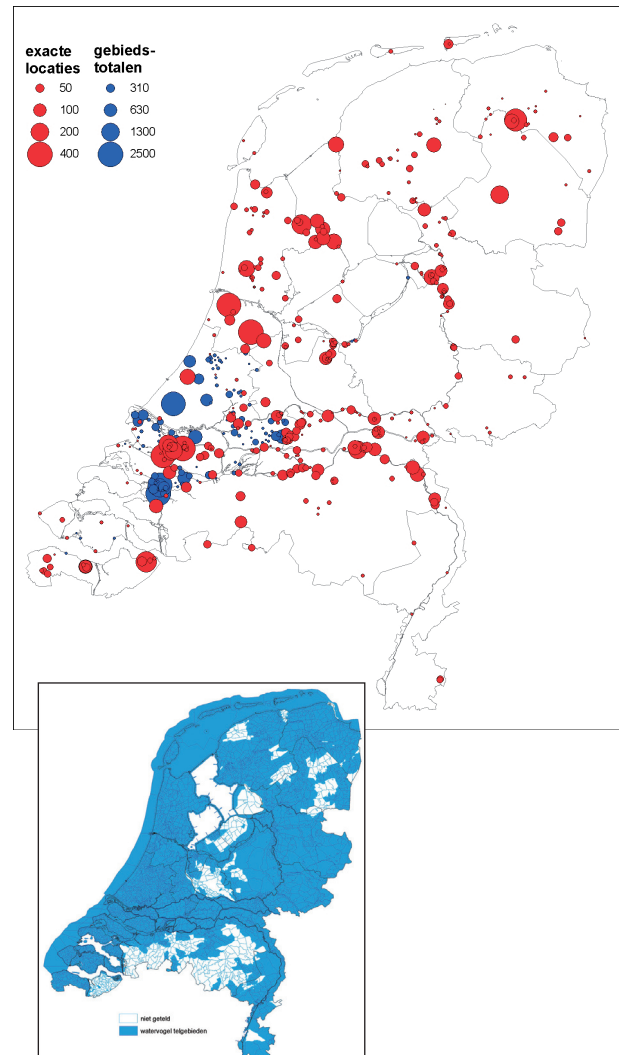 exacte gebieds-
locaties totalen
50 310
100 630
200 1300
400 2500
niet geteld
watervogel telgebieden